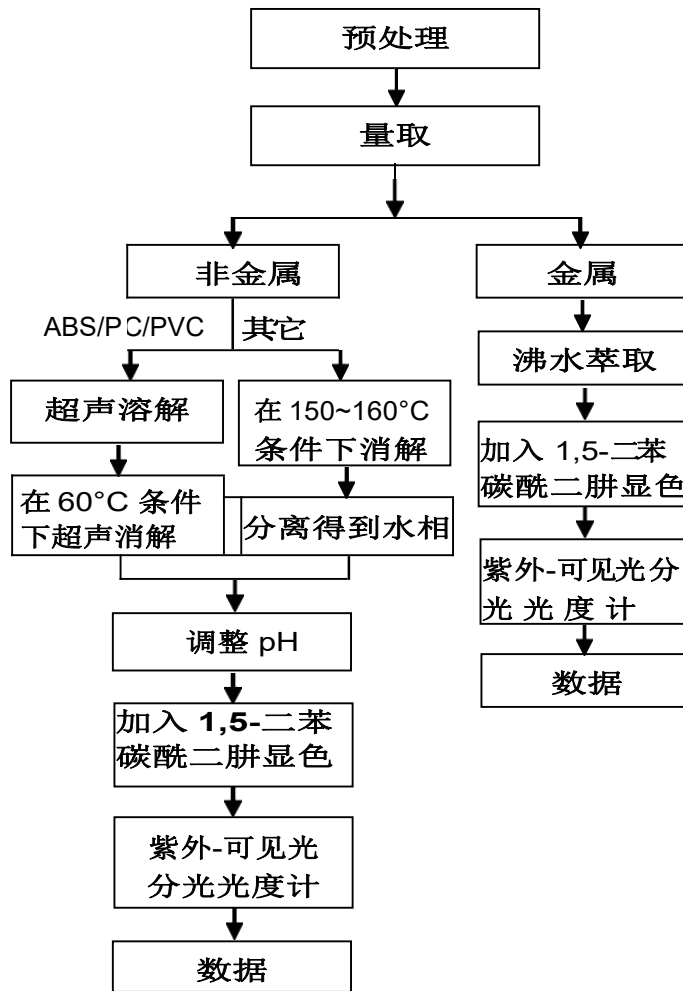 预处理
量取
非金属
金属
ABS/PC/PVC
其它
超声溶解
在 150~160°C
条件下消解
在 60°C 条件
下超声消解
分离得到水相
调整 pH
加入 1,5-二苯
碳酰二肼显色
紫外-可见光
分光光度计
数据
沸水萃取
加入 1,5-二苯
碳酰二肼显色
紫外-可见光分
光光度计
数据